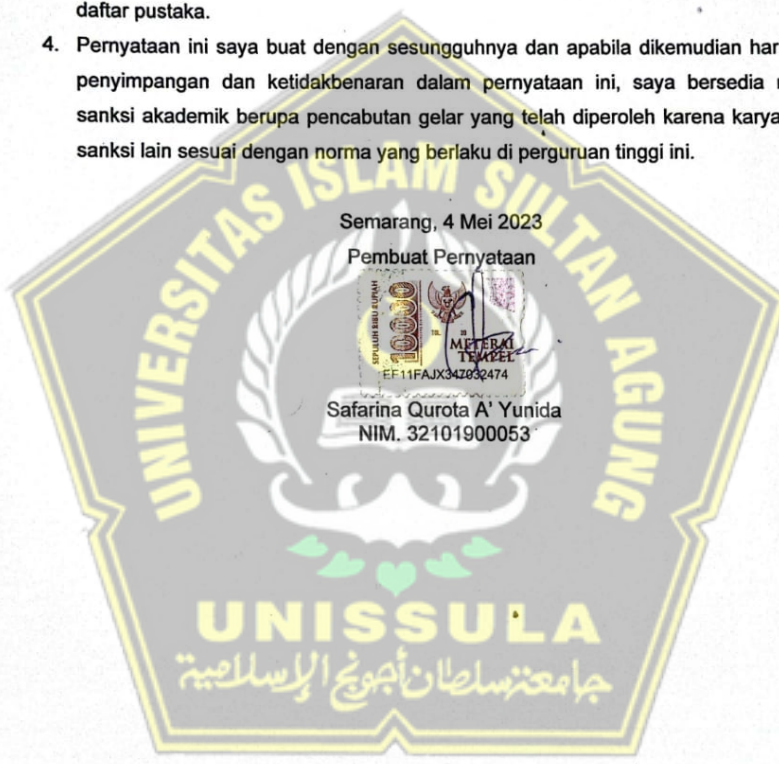 daftar pustaka.
4. Pernyataan ini saya buat dengan sesungguhnya dan apabila dikemudian har
penyimpangan dan ketidakbenaran dalam pernyataan ini, saya bersedia
sanksi akademik berupa pencabutan gelar yang telah diperoleh karena karya
sanksi lain sesuai dengan norma yang berlaku di perguruan tinggi ini.
UNIVERSITAS ISLAM SULTAN AGUNG
Semarang, 4 Mei 2023
Pembuat Pernyataan
SEPULUH RIBU RUPIAH
10000
TGL. 20
METERAI
TEMPEL
EF11FAJX347032474
Safarina Qurota A' Yunida
NIM. 32101900053
UNISSULA
جامعة سلطان أجونج الإسلامية